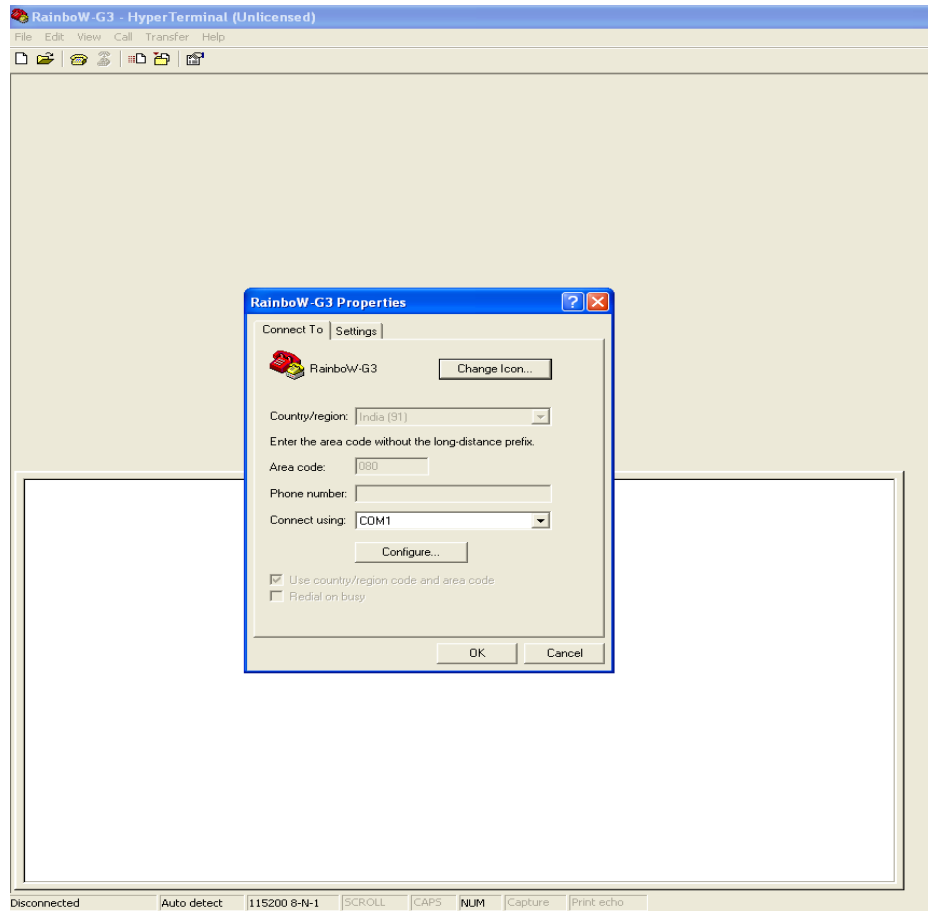 RainboW-G3 - HyperTerminal (Unlicensed)
File Edit View Call Transfer Help
RainboW-G3 Properties
Connect To Settings
RainboW-G3 Change Icon...
Country/region: India (91)
Enter the area code without the long-distance prefix.
Area code: 080
Phone number:
Connect using: COM1
Configure...
Use country/region code and area code
Redial on busy
OK Cancel
Disconnected Auto detect 115200 8-N-1 SCROLL CAPS NUM Capture Print echo